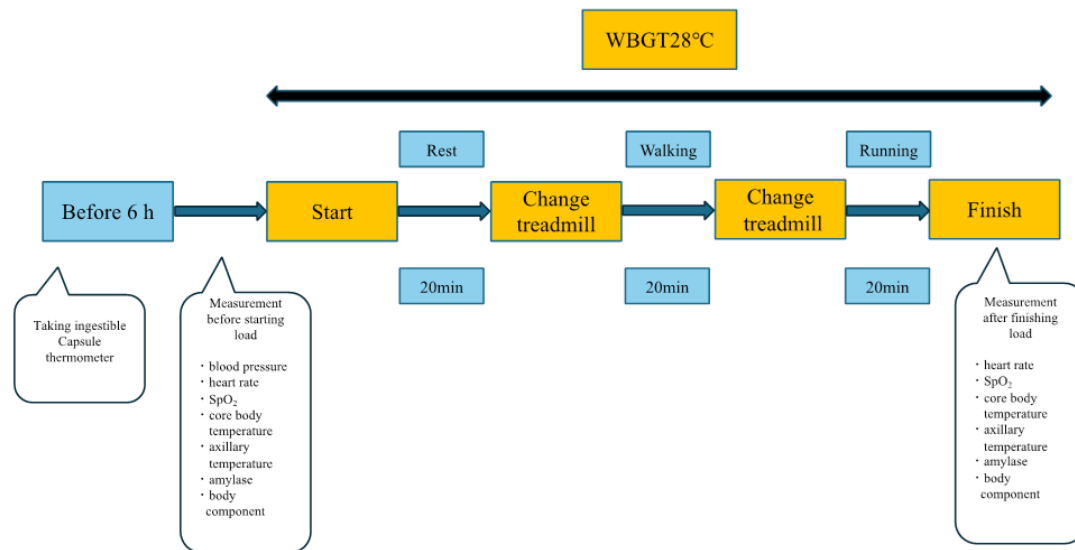 WBGT28℃
Rest
Walking
Running
Before 6 h
Start
Change
treadmill
Change
treadmill
Finish
20min
20min
20min
Taking ingestible
Capsule
thermometer
Measurement
before starting
load
・blood pressure
・heart rate
・SpO₂
・core body
temperature
・axillary
temperature
・amylase
・body
component
Measurement
after finishing
load
・heart rate
・SpO₂
・core body
temperature
・axillary
temperature
・amylase
・body
component